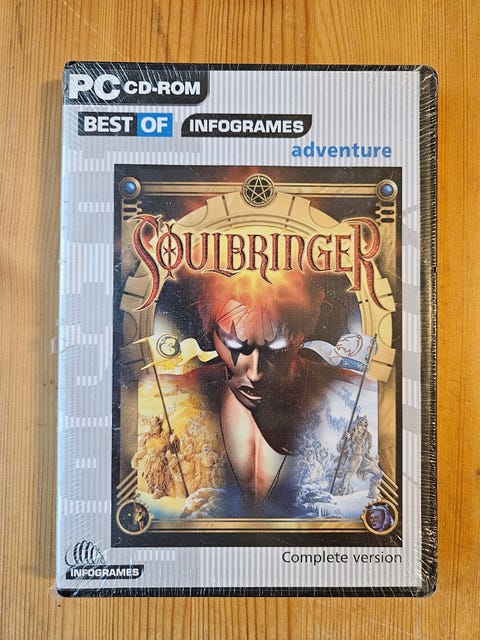 PC CD-ROM
BEST OF INFOGRAMES
adventure
SOULBRINGER
Complete version
INFOGRAMES